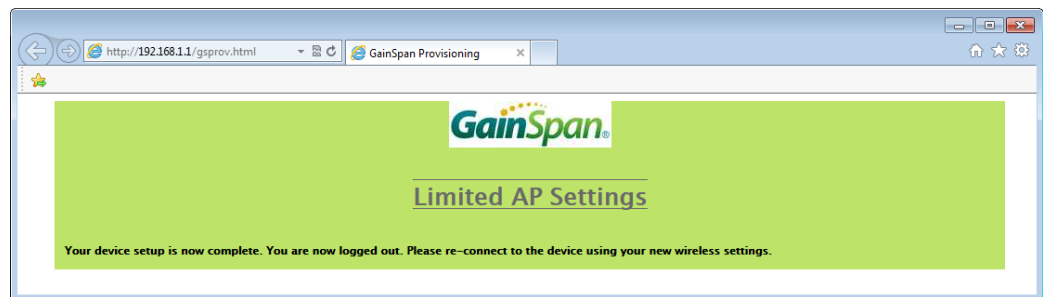 http://192.168.1.1/gsprov.html
GainSpan Provisioning
GainSpan®
Limited AP Settings
Your device setup is now complete. You are now logged out. Please re-connect to the device using your new wireless settings.